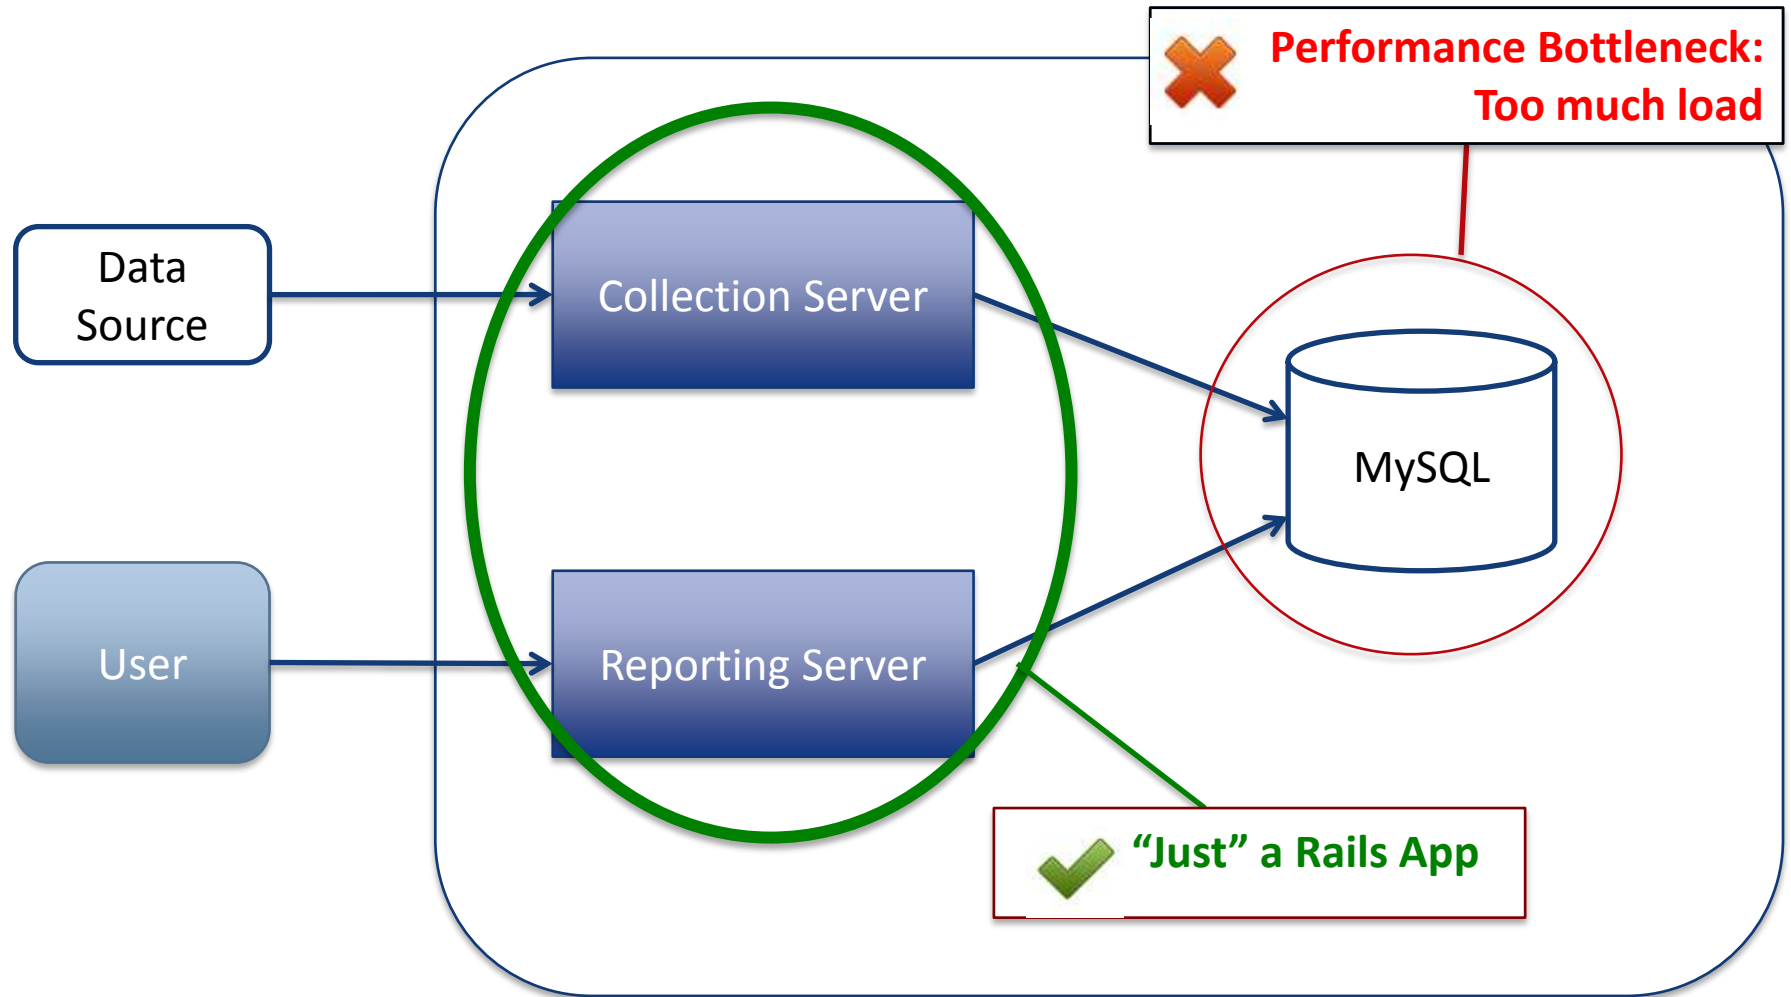 Performance Bottleneck:
Too much load
Data
Source
Collection Server
MySQL
User
Reporting Server
“Just” a Rails App